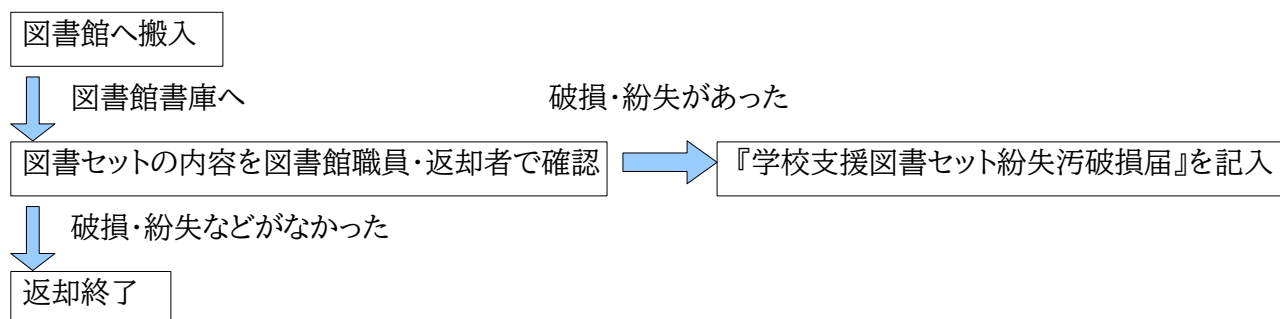 図書館へ搬入
図書館書庫へ
破損・紛失があった
図書セットの内容を図書館職員・返却者で確認
『学校支援図書セット紛失汚破損届』を記入
破損・紛失などがなかった
返却終了